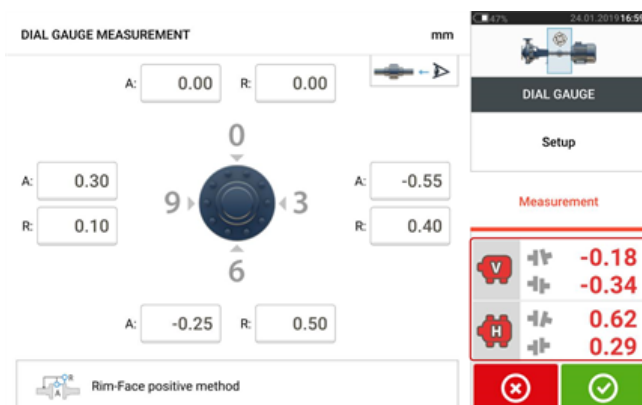 47% 24.01.2019 16:59
DIAL GAUGE MEASUREMENT mm
A: 0.00 R: 0.00
DIAL GAUGE
0
Setup
A: 0.30 A: -0.55
9 3
Measurement
R: 0.10 R: 0.40
6
V -0.18
-0.34
A: -0.25 R: 0.50
H 0.62
0.29
R
A
Rim-Face positive method